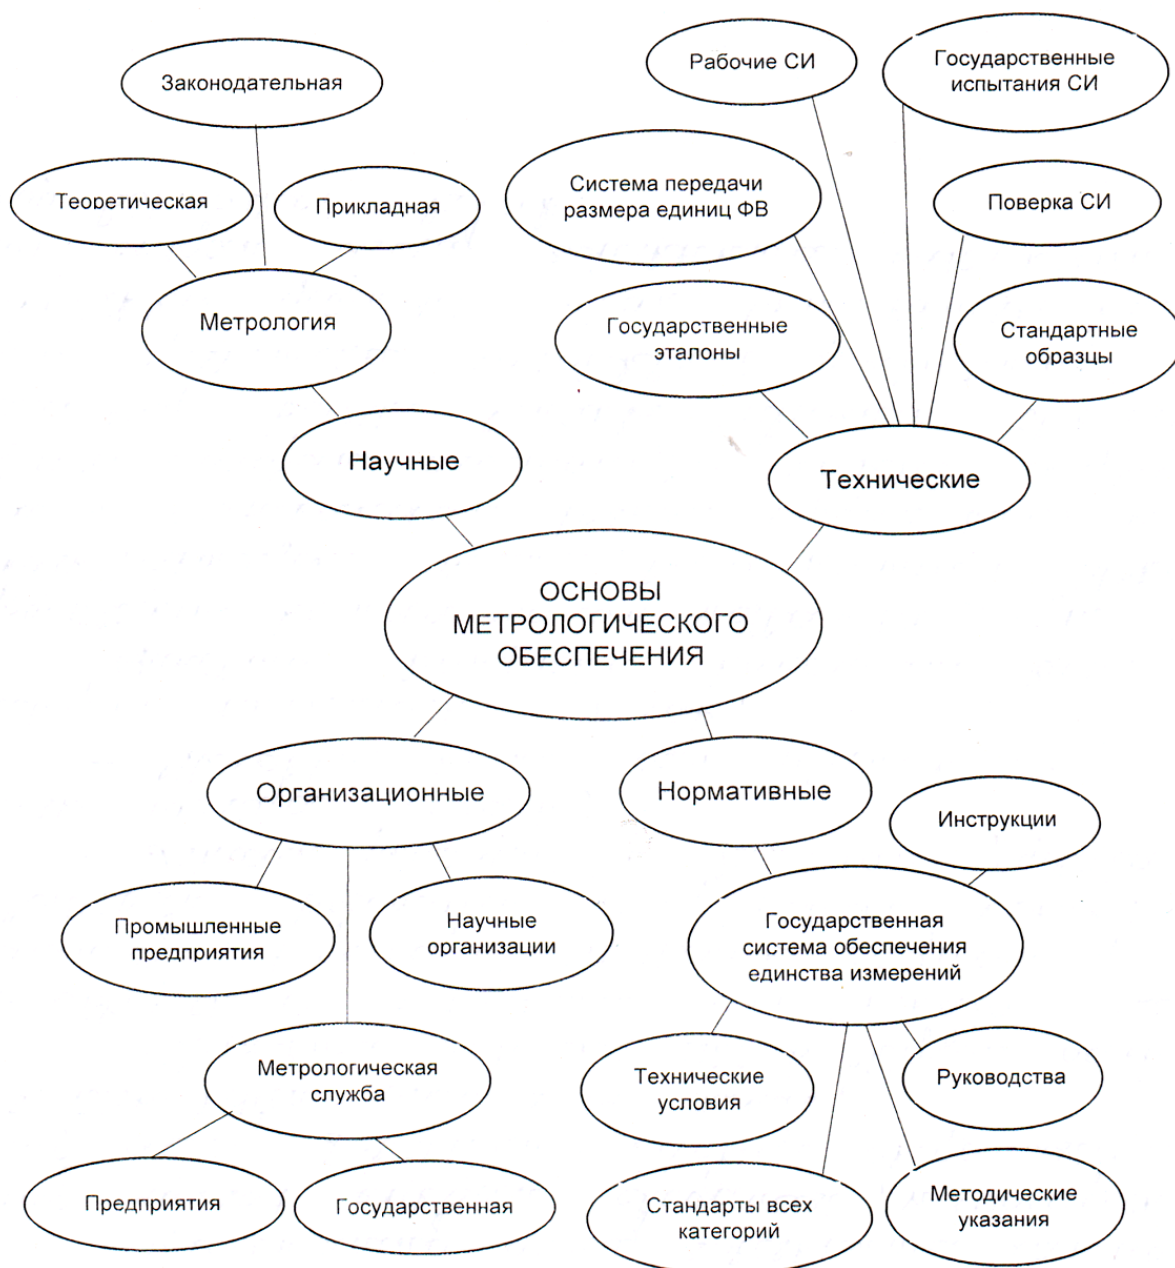 Законодательная
Рабочие СИ
Государственные
испытания СИ
Теоретическая
Прикладная
Система передачи
размера единиц ФВ
Поверка СИ
Метрология
Государственные
эталоны
Стандартные
образцы
Научные
Технические
ОСНОВЫ
МЕТРОЛОГИЧЕСКОГО
ОБЕСПЕЧЕНИЯ
Организационные
Нормативные
Инструкции
Промышленные
предприятия
Научные
организации
Государственная
система обеспечения
единства измерений
Метрологическая
служба
Технические
условия
Руководства
Предприятия
Государственная
Стандарты всех
категорий
Методические
указания